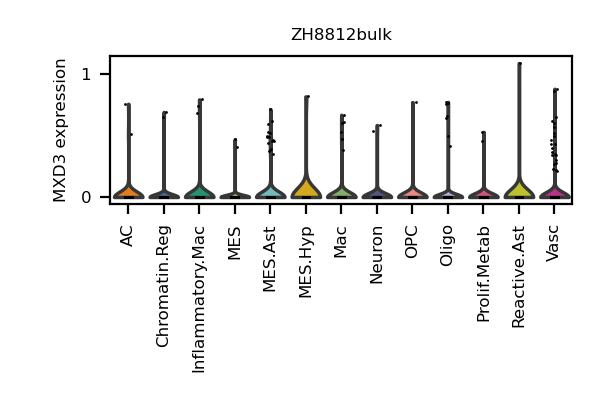 ZH8812bulk
MXD3 expression
1
0
AC
Chromatin.Reg
Inflammatory.Mac
MES
MES.Ast
MES.Hyp
Mac
Neuron
OPC
Oligo
Prolif.Metab
Reactive.Ast
Vasc